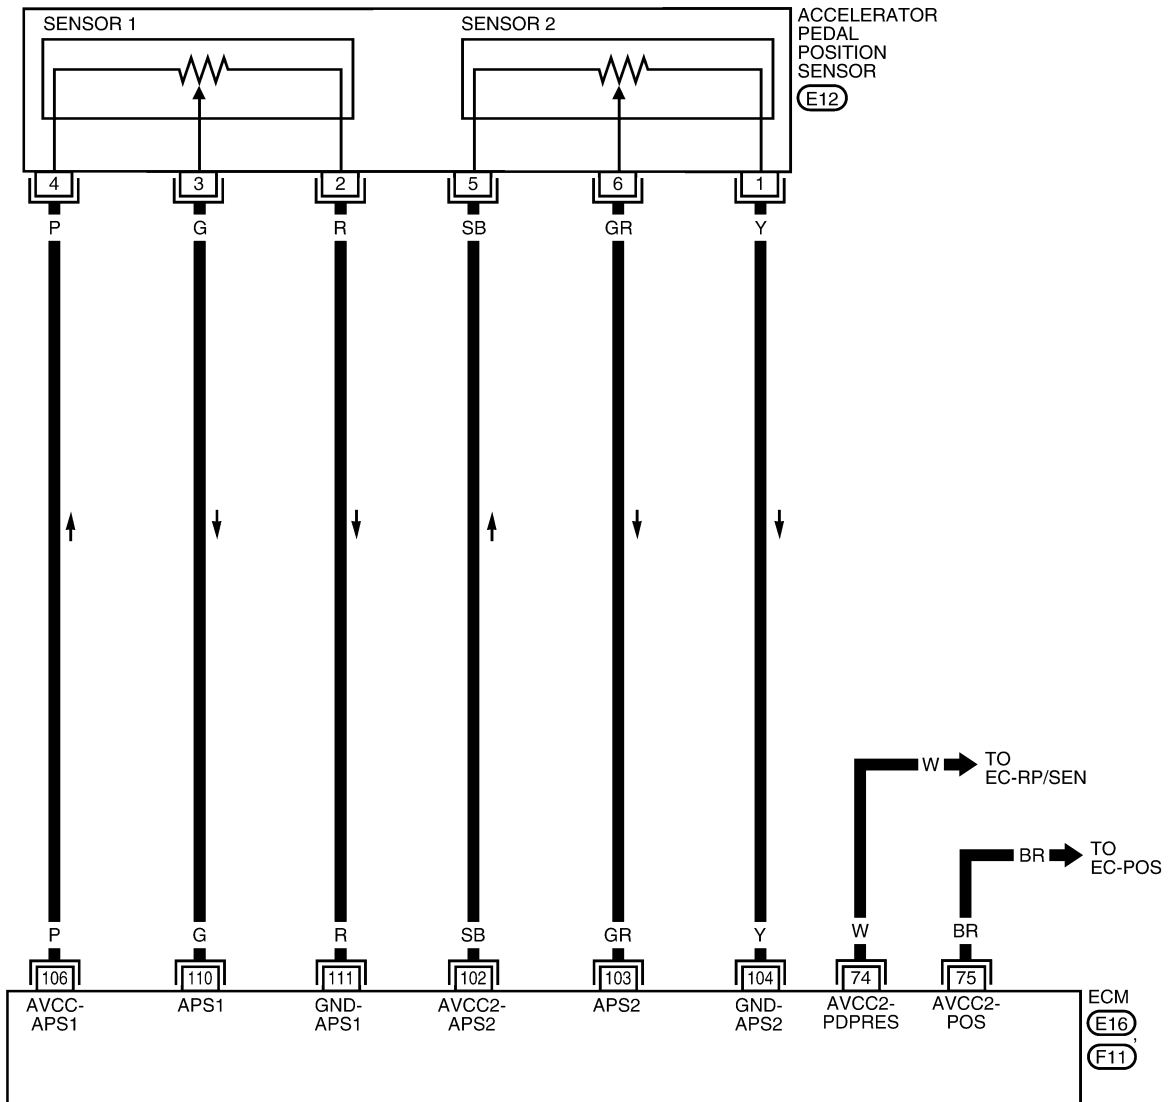 SENSOR 1
SENSOR 2
ACCELERATOR
PEDAL
POSITION
SENSOR
E12
4 3 2 5 6 1
P G R SB GR Y
W TO
EC-RP/SEN
BR TO
EC-POS
P G R SB GR Y W BR
106 110 111 102 103 104 74 75
AVCC-
APS1
APS1
GND-
APS1
AVCC2-
APS2
APS2
GND-
APS2
AVCC2-
PDPRES
AVCC2-
POS
ECM
E16 ,
F11